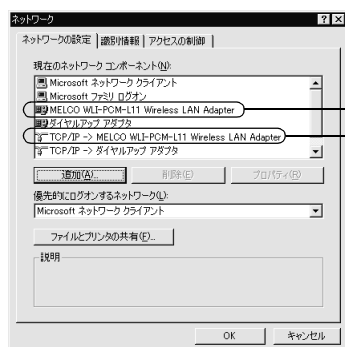 ネットワーク
ネットワークの設定 識別情報 アクセスの制御
現在のネットワーク コンポーネント(N):
Microsoft ネットワーク クライアント
Microsoft ファミリ ログオン
MELCO WLI-PCM-L11 Wireless LAN Adapter
ダイヤルアップ アダプタ
TCP/IP -> MELCO WLI-PCM-L11 Wireless LAN Adapter
TCP/IP -> ダイヤルアップ アダプタ
追加(A)... 削除(E) プロパティ(R)
優先的にログオンするネットワーク(L):
Microsoft ネットワーク クライアント
ファイルとプリンタの共有(F)...
説明
OK キャンセル